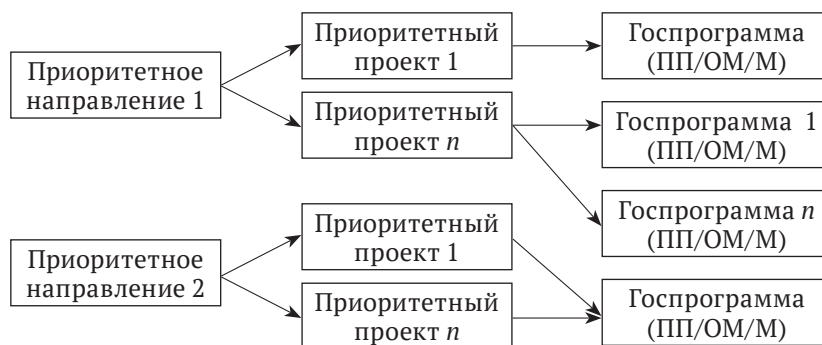 Приоритетное
направление 1
Приоритетный
проект 1
Госпрограмма
(ПП/ОМ/М)
Приоритетный
проект n
Госпрограмма 1
(ПП/ОМ/М)
Госпрограмма n
(ПП/ОМ/М)
Приоритетное
направление 2
Приоритетный
проект 1
Приоритетный
проект n
Госпрограмма
(ПП/ОМ/М)